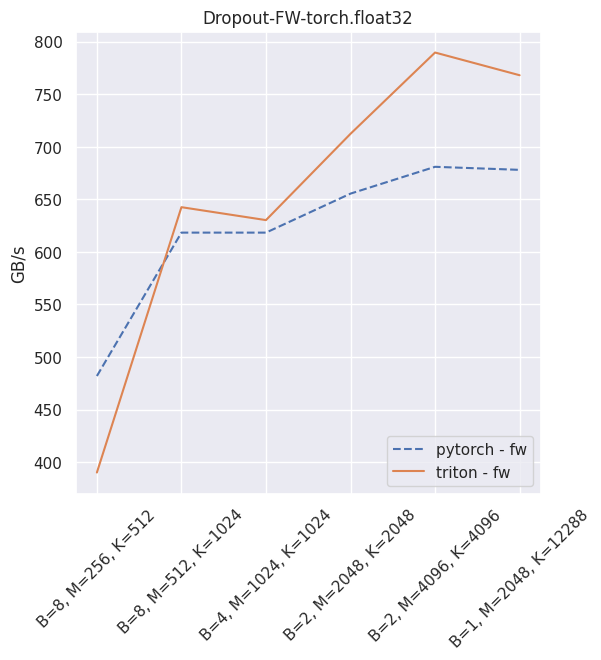 Dropout-FW-torch.float32
800
750
700
650
600
550
500
450
400
GB/s
pytorch - fw
triton - fw
B=8, M=256, K=512
B=8, M=512, K=1024
B=4, M=1024, K=1024
B=2, M=2048, K=2048
B=2, M=4096, K=4096
B=1, M=2048, K=12288